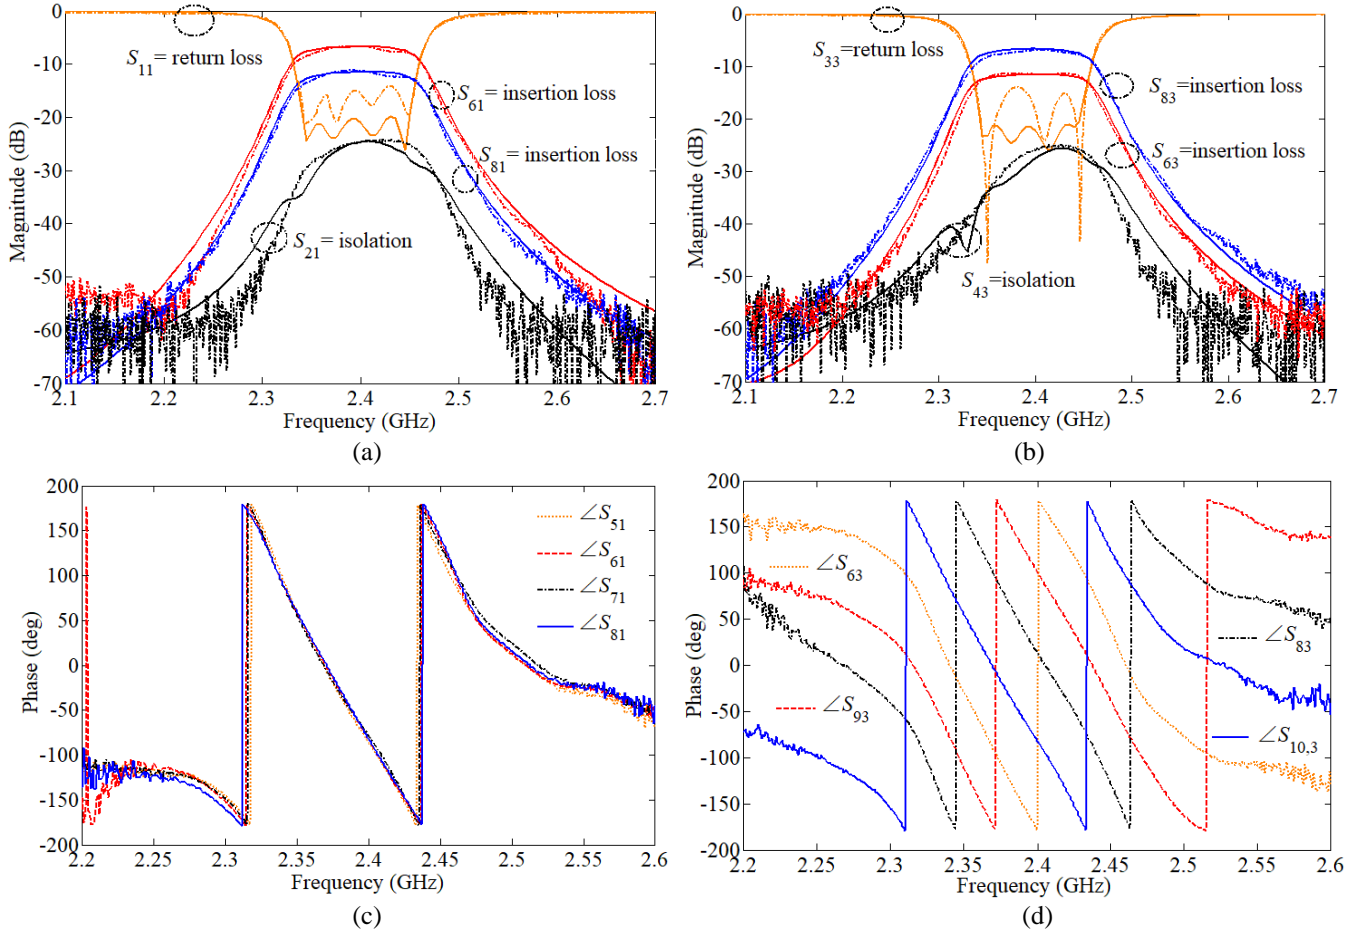 0
-10
-20
-30
-40
-50
-60
-70
2.1 2.2 2.3 2.4 2.5 2.6 2.7
Magnitude (dB)
Frequency (GHz)
S11= return loss
S61= insertion loss
S81= insertion loss
S21= isolation
(a)
0
-10
-20
-30
-40
-50
-60
-70
2.1 2.2 2.3 2.4 2.5 2.6 2.7
Magnitude (dB)
Frequency (GHz)
S33=return loss
S83=insertion loss
S63=insertion loss
S43=isolation
(b)
200
150
100
50
0
-50
-100
-150
-200
2.2 2.25 2.3 2.35 2.4 2.45 2.5 2.55 2.6
Phase (deg)
Frequency (GHz)
∠S51
∠S61
∠S71
∠S81
(c)
200
150
100
50
0
-50
-100
-150
-200
2.2 2.25 2.3 2.35 2.4 2.45 2.5 2.55 2.6
Phase (deg)
Frequency (GHz)
∠S63
∠S83
∠S93
∠S10,3
(d)